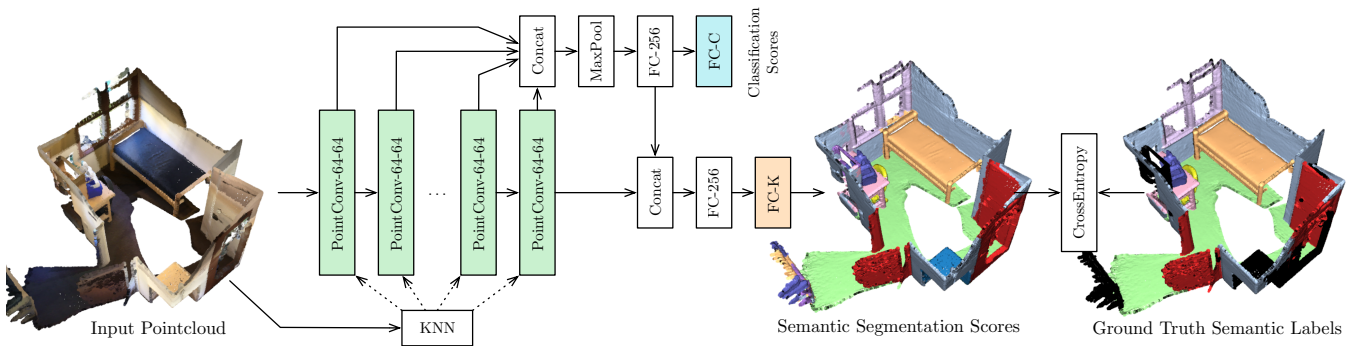 Concat
MaxPool
FC-256
FC-C
Classification
Scores
PointConv-64-64
PointConv-64-64
...
PointConv-64-64
PointConv-64-64
Concat
FC-256
FC-K
CrossEntropy
KNN
Input Pointcloud
Semantic Segmentation Scores
Ground Truth Semantic Labels